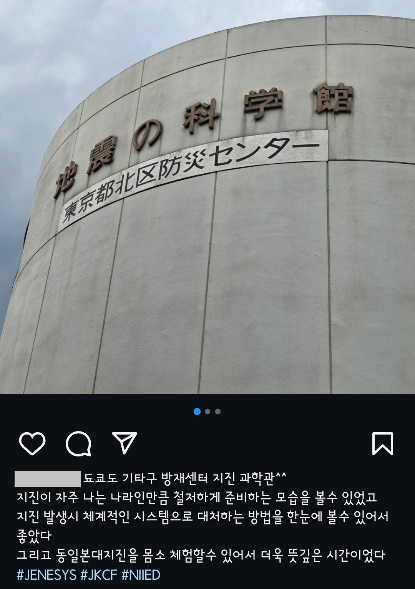 地震の科学館
東京都北区防災センター
됴쿄도 기타구 방재센터 지진 과학관^^
지진이 자주 나는 나라인만큼 철저하게 준비하는 모습을 볼수 있었고
지진 발생시 체계적인 시스템으로 대처하는 방법을 한눈에 볼수 있어서
좋았다
그리고 동일본대지진을 몸소 체험할수 있어서 더욱 뜻깊은 시간이었다
#JENESYS #JKCF #NIIED